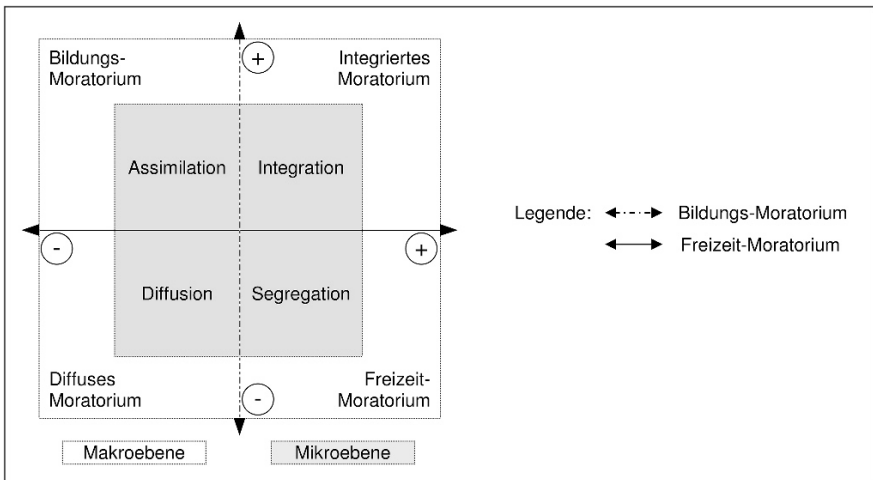 Bildungs-
Moratorium
+
Integriertes
Moratorium
Assimilation
Integration
-
+
Legende:
Bildungs-Moratorium
Freizeit-Moratorium
Diffusion
Segregation
Diffuses
Moratorium
-
Freizeit-
Moratorium
Makroebene
Mikroebene